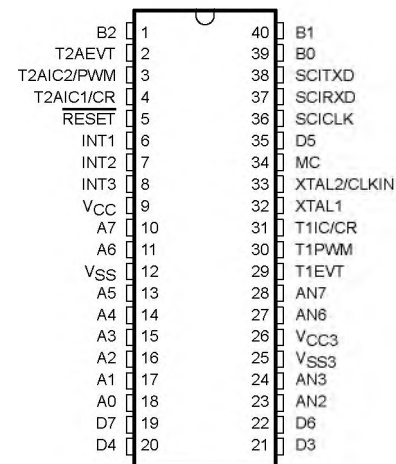 B2 1 40 B1
T2AEVT 2 39 B0
T2AIC2/PWM 3 38 SCITXD
T2AIC1/CR 4 37 SCIRXD
RESET 5 36 SCICLK
INT1 6 35 D5
INT2 7 34 MC
INT3 8 33 XTAL2/CLKIN
VCC 9 32 XTAL1
A7 10 31 T1IC/CR
A6 11 30 T1PWM
VSS 12 29 T1EVT
A5 13 28 AN7
A4 14 27 AN6
A3 15 26 VCC3
A2 16 25 VSS3
A1 17 24 AN3
A0 18 23 AN2
D7 19 22 D6
D4 20 21 D3